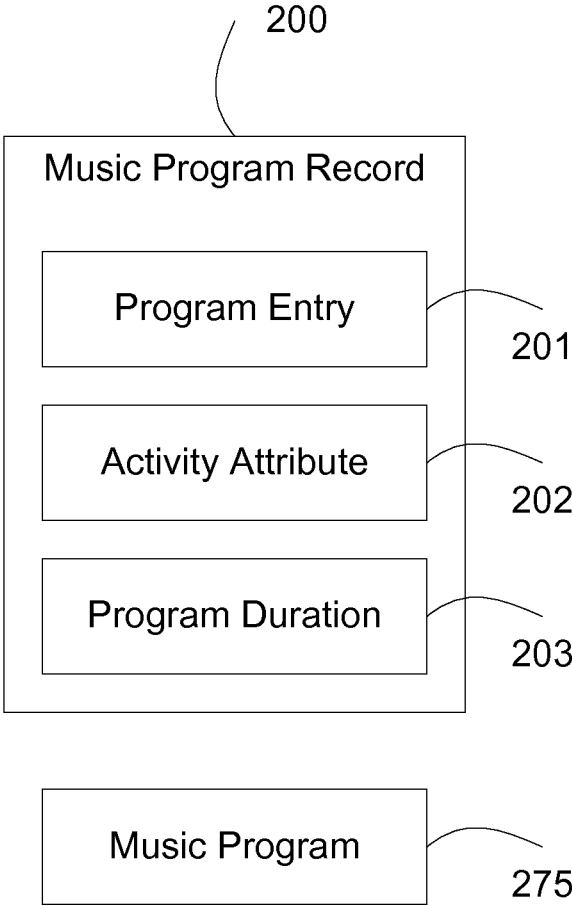 200
Music Program Record
Program Entry
201
Activity Attribute
202
Program Duration
203
Music Program
275